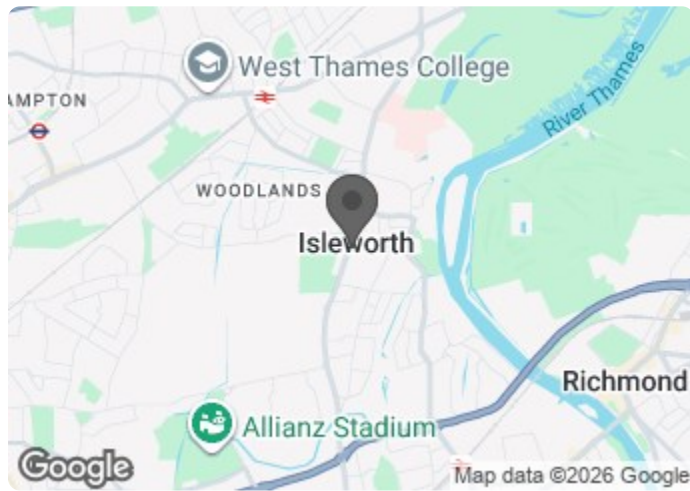 West Thames College
AMPTON
River Thames
WOODLANDS
Isleworth
Richmond
Allianz Stadium
Google
Map data ©2026 Google